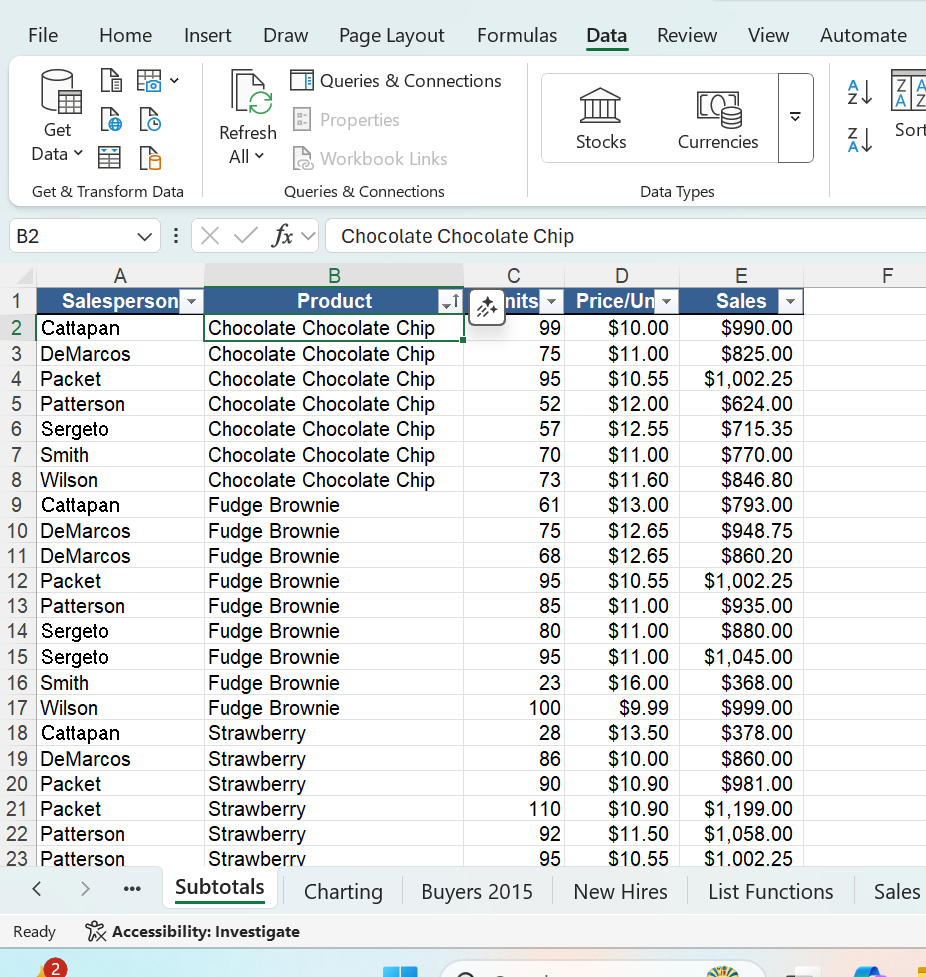 File Home Insert Draw Page Layout Formulas Data Review View Automate
Get Data
Refresh All
Queries & Connections
Properties
Workbook Links
Stocks
Currencies
A Z
Z A
Z A
A Z
Sort
Get & Transform Data Queries & Connections Data Types
B2 fx Chocolate Chocolate Chip
A B C D E F
1 Salesperson Product nits Price/Un Sales
2 Cattapan Chocolate Chocolate Chip 99 $10.00 $990.00
3 DeMarcos Chocolate Chocolate Chip 75 $11.00 $825.00
4 Packet Chocolate Chocolate Chip 95 $10.55 $1,002.25
5 Patterson Chocolate Chocolate Chip 52 $12.00 $624.00
6 Sergeto Chocolate Chocolate Chip 57 $12.55 $715.35
7 Smith Chocolate Chocolate Chip 70 $11.00 $770.00
8 Wilson Chocolate Chocolate Chip 73 $11.60 $846.80
9 Cattapan Fudge Brownie 61 $13.00 $793.00
10 DeMarcos Fudge Brownie 75 $12.65 $948.75
11 DeMarcos Fudge Brownie 68 $12.65 $860.20
12 Packet Fudge Brownie 95 $10.55 $1,002.25
13 Patterson Fudge Brownie 85 $11.00 $935.00
14 Sergeto Fudge Brownie 80 $11.00 $880.00
15 Sergeto Fudge Brownie 95 $11.00 $1,045.00
16 Smith Fudge Brownie 23 $16.00 $368.00
17 Wilson Fudge Brownie 100 $9.99 $999.00
18 Cattapan Strawberry 28 $13.50 $378.00
19 DeMarcos Strawberry 86 $10.00 $860.00
20 Packet Strawberry 90 $10.90 $981.00
21 Packet Strawberry 110 $10.90 $1,199.00
22 Patterson Strawberry 92 $11.50 $1,058.00
23 Patterson Strawberry 95 $10.55 $1,002.25
Subtotals Charting Buyers 2015 New Hires List Functions Sales
Ready Accessibility: Investigate
2